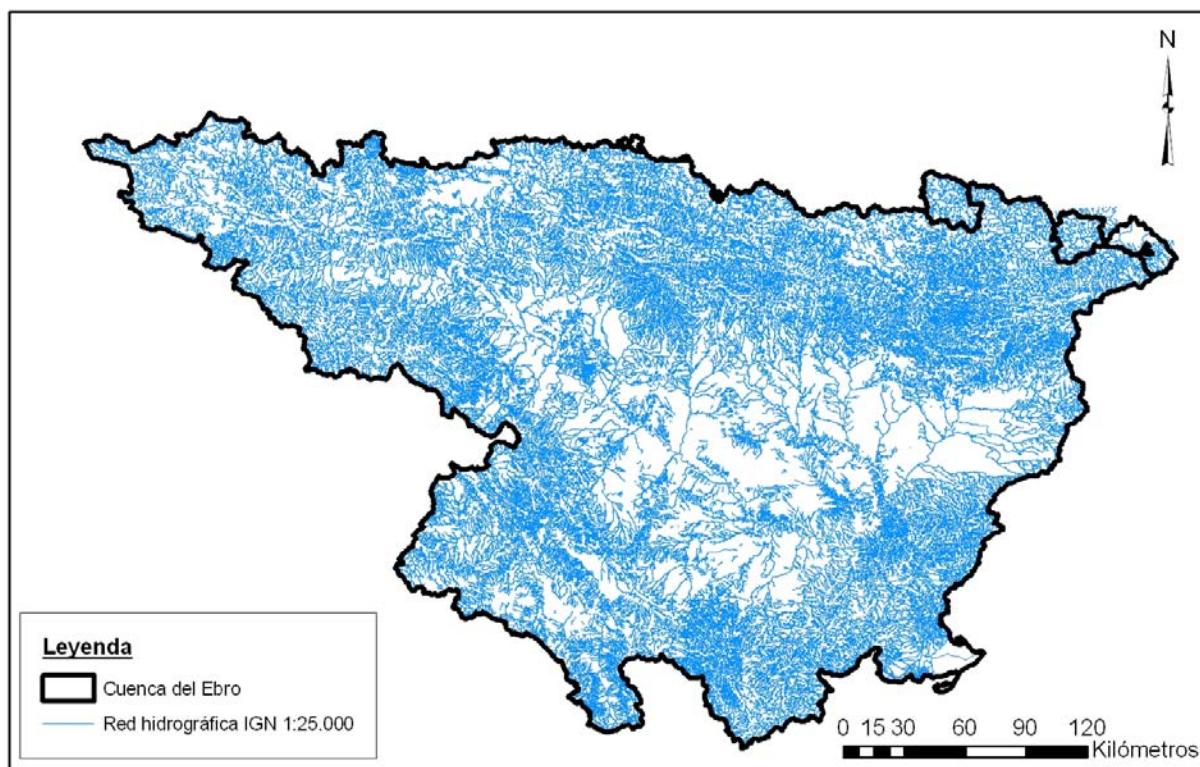 N
Leyenda
Cuenca del Ebro
Red hidrográfica IGN 1:25.000
0 15 30 60 90 120
Kilómetros